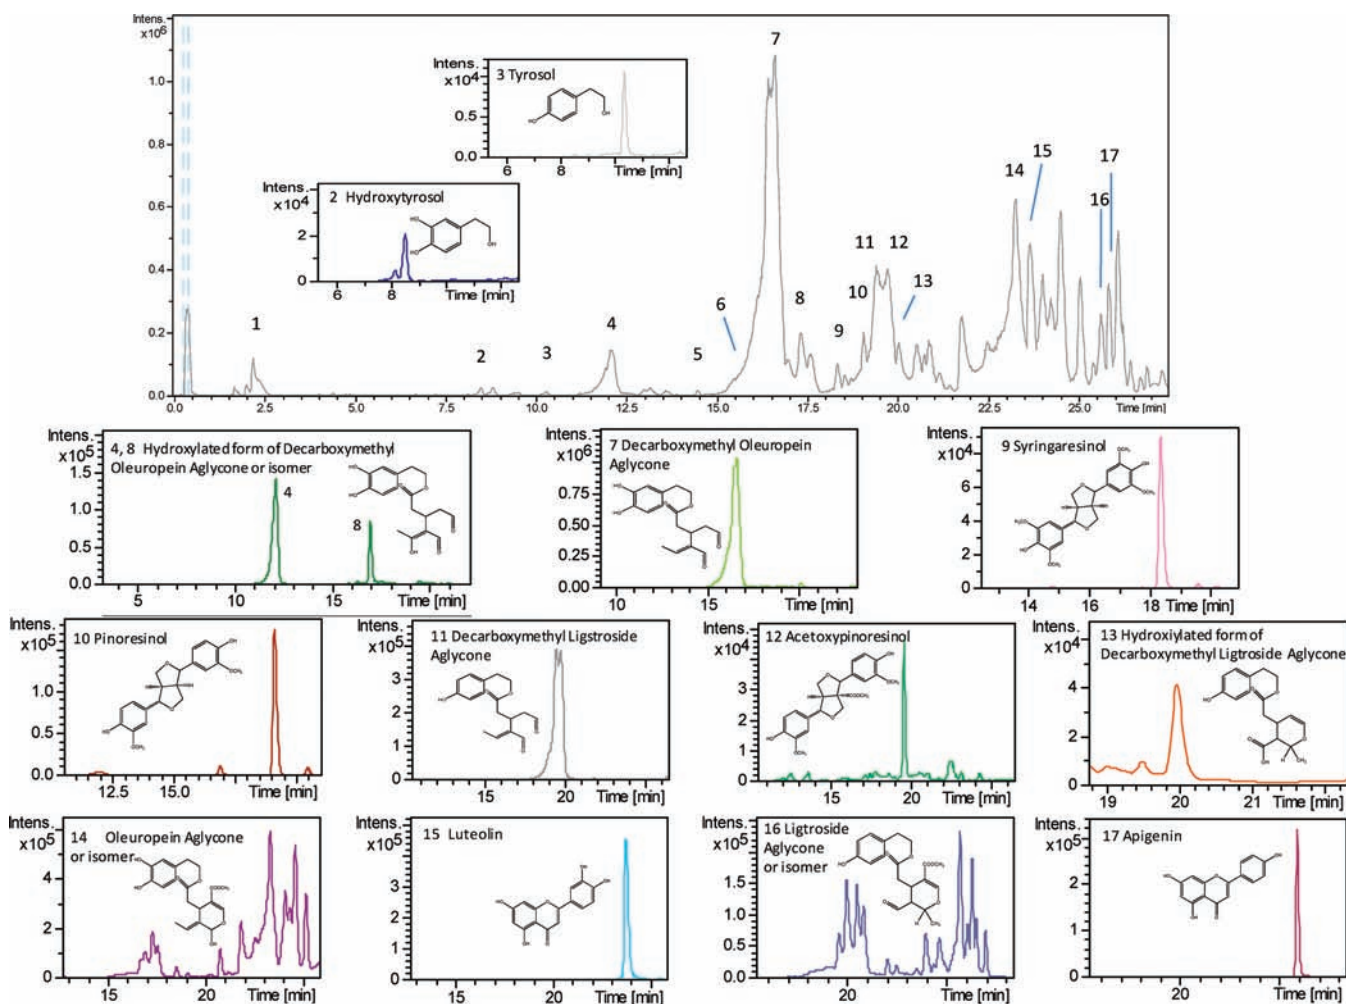 Intens.
x10^6
1.0
0.8
0.6
0.4
0.2
0.0
1
2
3
4
5
6
7
8
9
10
11
12
13
14
15
16
17
0.0 2.5 5.0 7.5 10.0 12.5 15.0 17.5 20.0 22.5 25.0 Time [min]
Intens.
x10^4
3 Tyrosol
HO
OH
0.5
0.0
6 8 Time [min]
Intens.
x10^4
2 Hydroxytyrosol
HO
HO
OH
2
0
6 8 Time [min]
Intens.
x10^5
4, 8 Hydroxylated form of Decarboxymethyl
Oleuropein Aglycone or isomer
1.5
1.0
0.5
0.0
4
8
5 10 15 Time [min]
Intens.
x10^6
7 Decarboxymethyl Oleuropein
Aglycone
0.75
0.50
0.25
0.00
10 15 Time [min]
Intens.
x10^4
9 Syringaresinol
8
6
4
2
0
14 16 18 Time [min]
Intens.
x10^5
10 Pinoresinol
1.0
0.5
0.0
12.5 15.0 Time [min]
Intens.
x10^5
11 Decarboxymethyl Ligstroside
Aglycone
3
2
1
0
15 20 Time [min]
Intens.
x10^4
12 Acetoxypinoresinol
3
2
1
0
15 20 Time [min]
Intens.
x10^4
13 Hydroxiylated form of
Decarboxymethyl Ligtroside Aglycone
4
2
0
19 20 21 Time [min]
Intens.
x10^5
14 Oleuropein Aglycone
or isomer
4
2
0
15 20 Time [min]
Intens.
x10^5
15 Luteolin
3
2
1
0
15 20 Time [min]
Intens.
x10^5
16 Ligtroside
Aglycone
or isomer
1.5
1.0
0.5
0.0
20 Time [min]
Intens.
x10^5
17 Apigenin
2
1
0
20 20 Time [min]